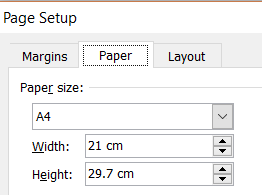 Page Setup
Margins Paper Layout
Paper size:
A4
Width: 21 cm
Height: 29.7 cm